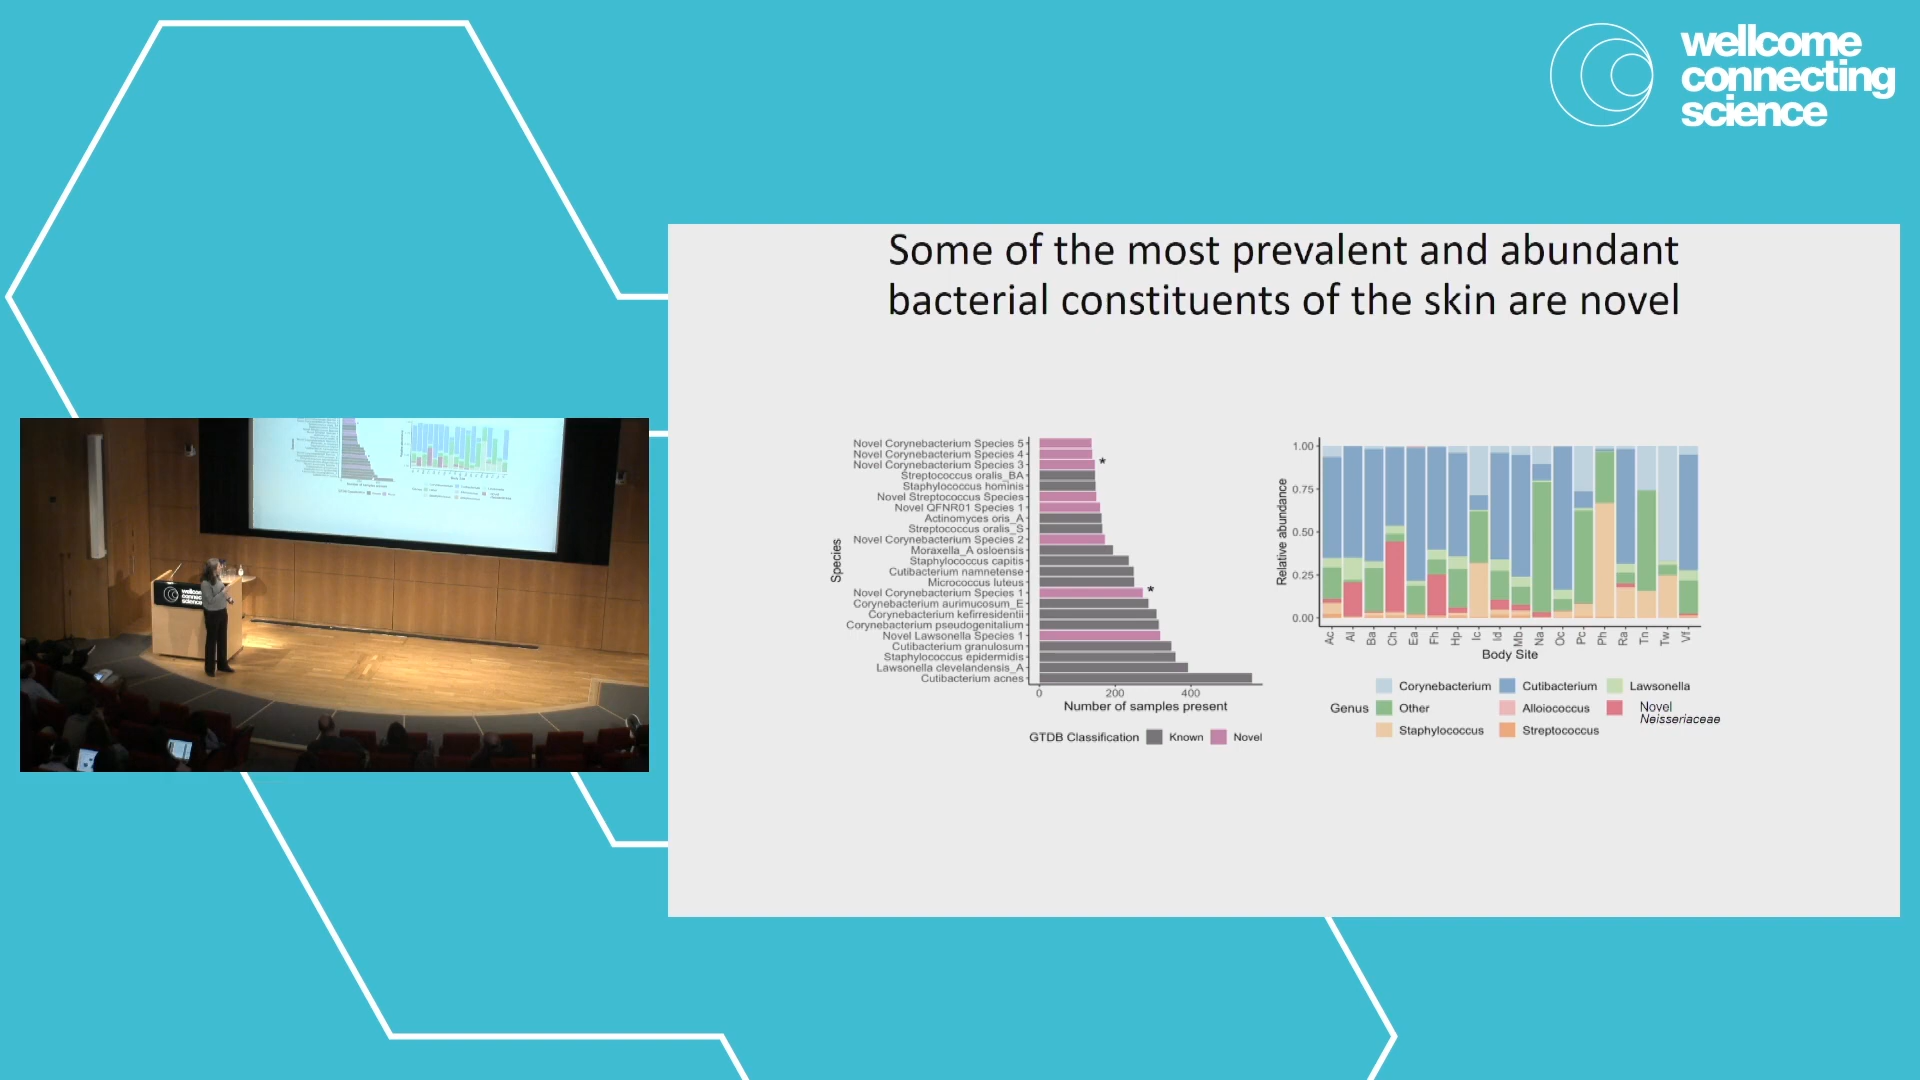 wellcome
connecting
science
Some of the most prevalent and abundant
bacterial constituents of the skin are novel
Species
Novel Corynebacterium Species 5
Novel Corynebacterium Species 4
Novel Corynebacterium Species 3
*
Streptococcus oralis_BA
Staphylococcus hominis
Novel Streptococcus Species
Novel QFNR01 Species 1
Actinomyces oris_A
Streptococcus oralis_S
Novel Corynebacterium Species 2
Moraxella_A osloensis
Staphylococcus capitis
Cutibacterium namnetense
Micrococcus luteus
Novel Corynebacterium Species 1
*
Corynebacterium aurimucosum_E
Corynebacterium kefirresidentii
Corynebacterium pseudogenitalium
Novel Lawsonella Species 1
Cutibacterium granulosum
Staphylococcus epidermidis
Lawsonella clevelandensis_A
Cutibacterium acnes
0 200 400
Number of samples present
GTDB Classification Known Novel
Relative abundance
1.00
0.75
0.50
0.25
0.00
Ac Al Ba Ch Ea Fh Hp Ic Id Mb Na Oc Pc Ph Ra Tn Tw Vf
Body Site
Genus
Corynebacterium Cutibacterium Lawsonella
Other Alloiococcus Novel
Neisseriaceae
Staphylococcus Streptococcus
wellcome
connec
science